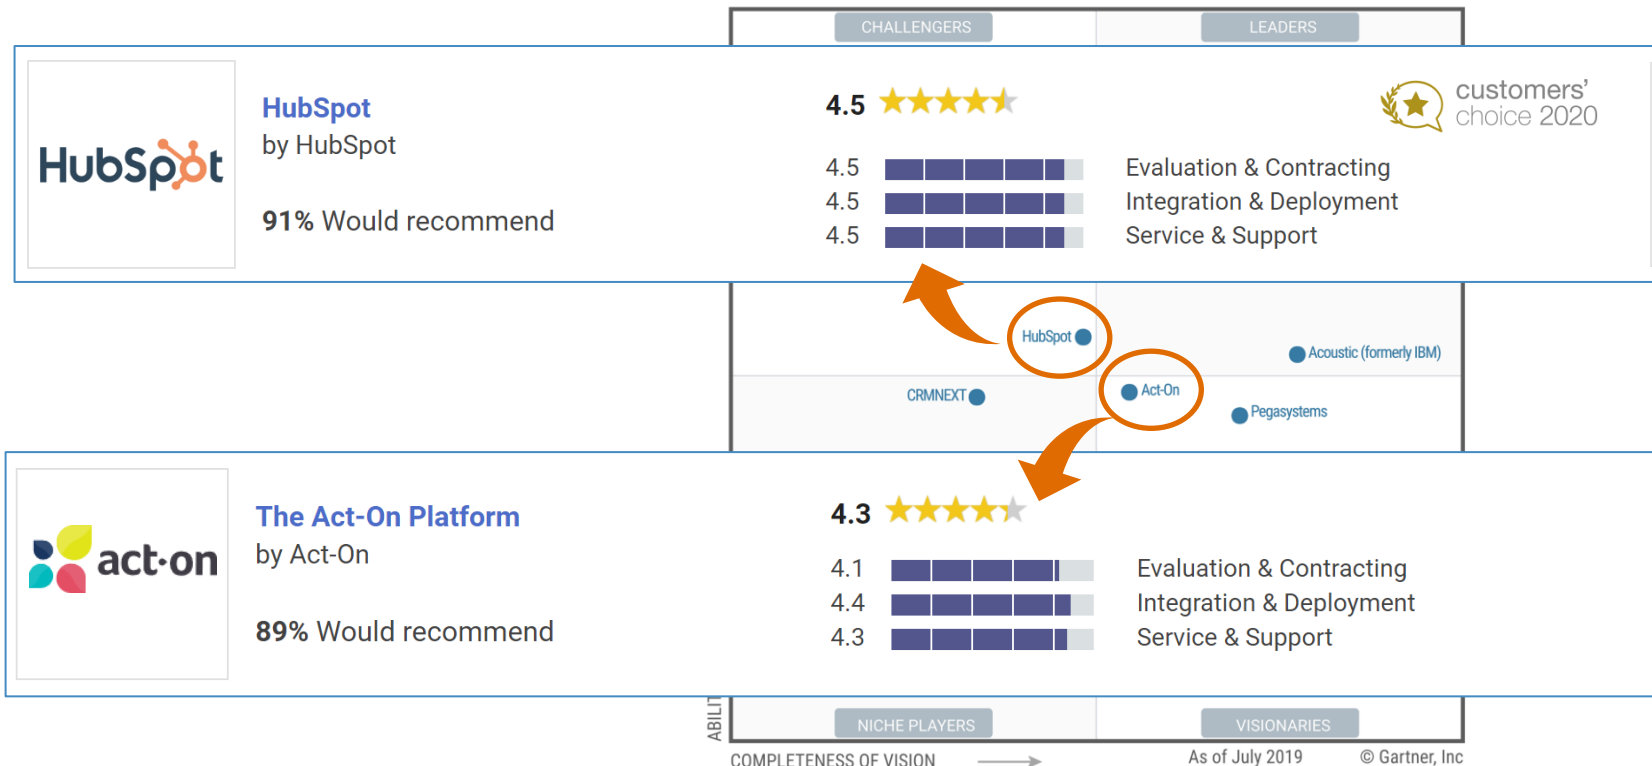 CHALLENGERS
LEADERS
HubSpot
HubSpot
by HubSpot
91% Would recommend
4.5
customers'
choice 2020
4.5 Evaluation & Contracting
4.5 Integration & Deployment
4.5 Service & Support
HubSpot
Acoustic (formerly IBM)
CRMNEXT
Act-On
Pegasystems
act-on
The Act-On Platform
by Act-On
89% Would recommend
4.3
4.1 Evaluation & Contracting
4.4 Integration & Deployment
4.3 Service & Support
NICHE PLAYERS
VISIONARIES
COMPLETENESS OF VISION
As of July 2019
© Gartner, Inc